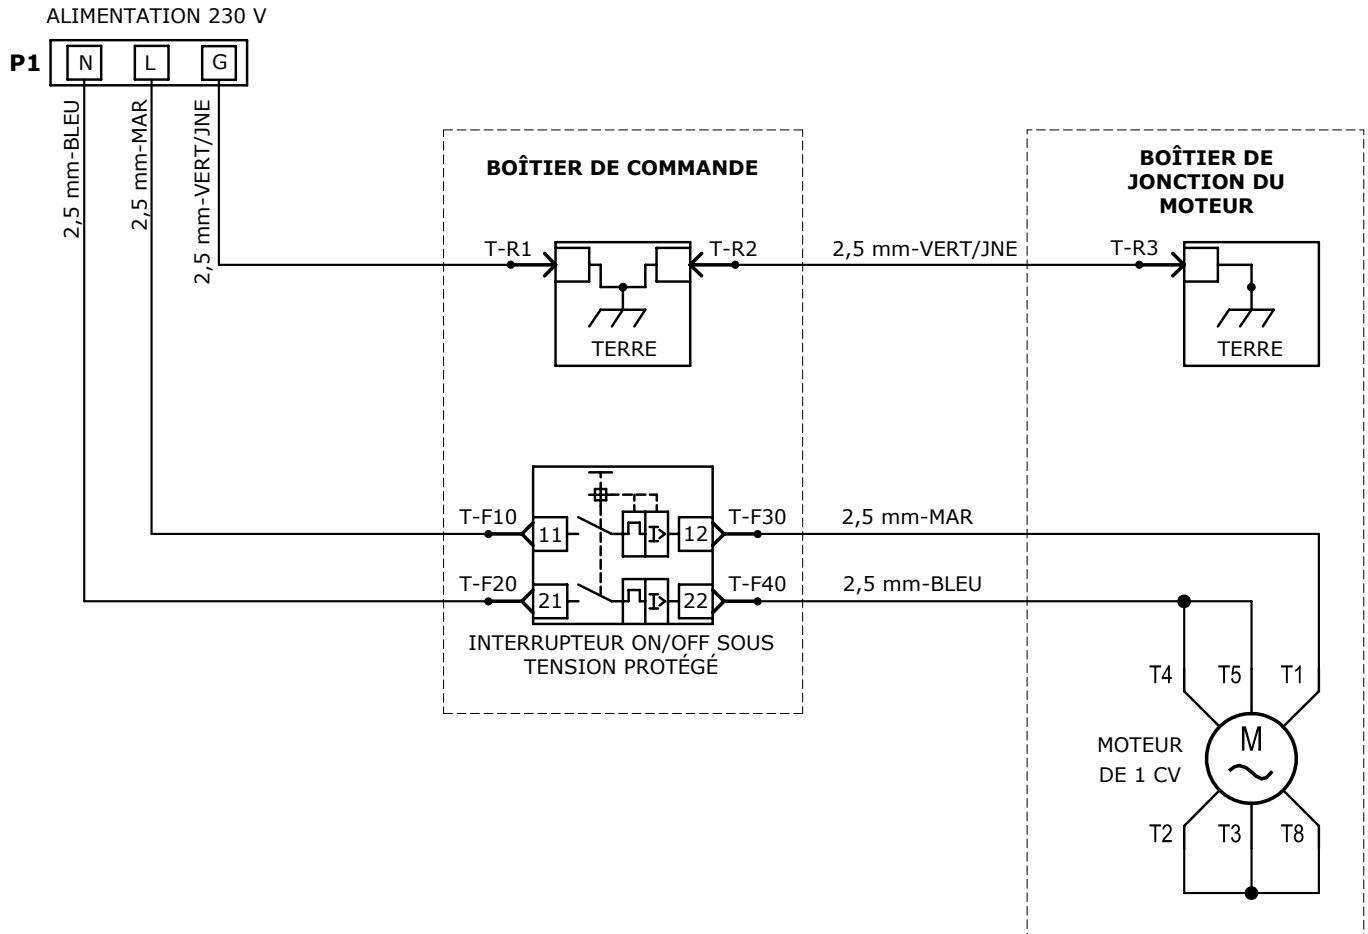 ALIMENTATION 230 V
P1 N L G
2,5 mm-BLEU
2,5 mm-MAR
2,5 mm-VERT/JNE
BOÎTIER DE COMMANDE
BOÎTIER DE
JONCTION DU
MOTEUR
T-R1
T-R2
2,5 mm-VERT/JNE
T-R3
TERRE
TERRE
T-F10
11
I>
12
T-F30
2,5 mm-MAR
T-F20
21
I>
22
T-F40
2,5 mm-BLEU
INTERRUPTEUR ON/OFF SOUS
TENSION PROTÉGÉ
T4
T5
T1
MOTEUR
DE 1 CV
M
T2
T3
T8